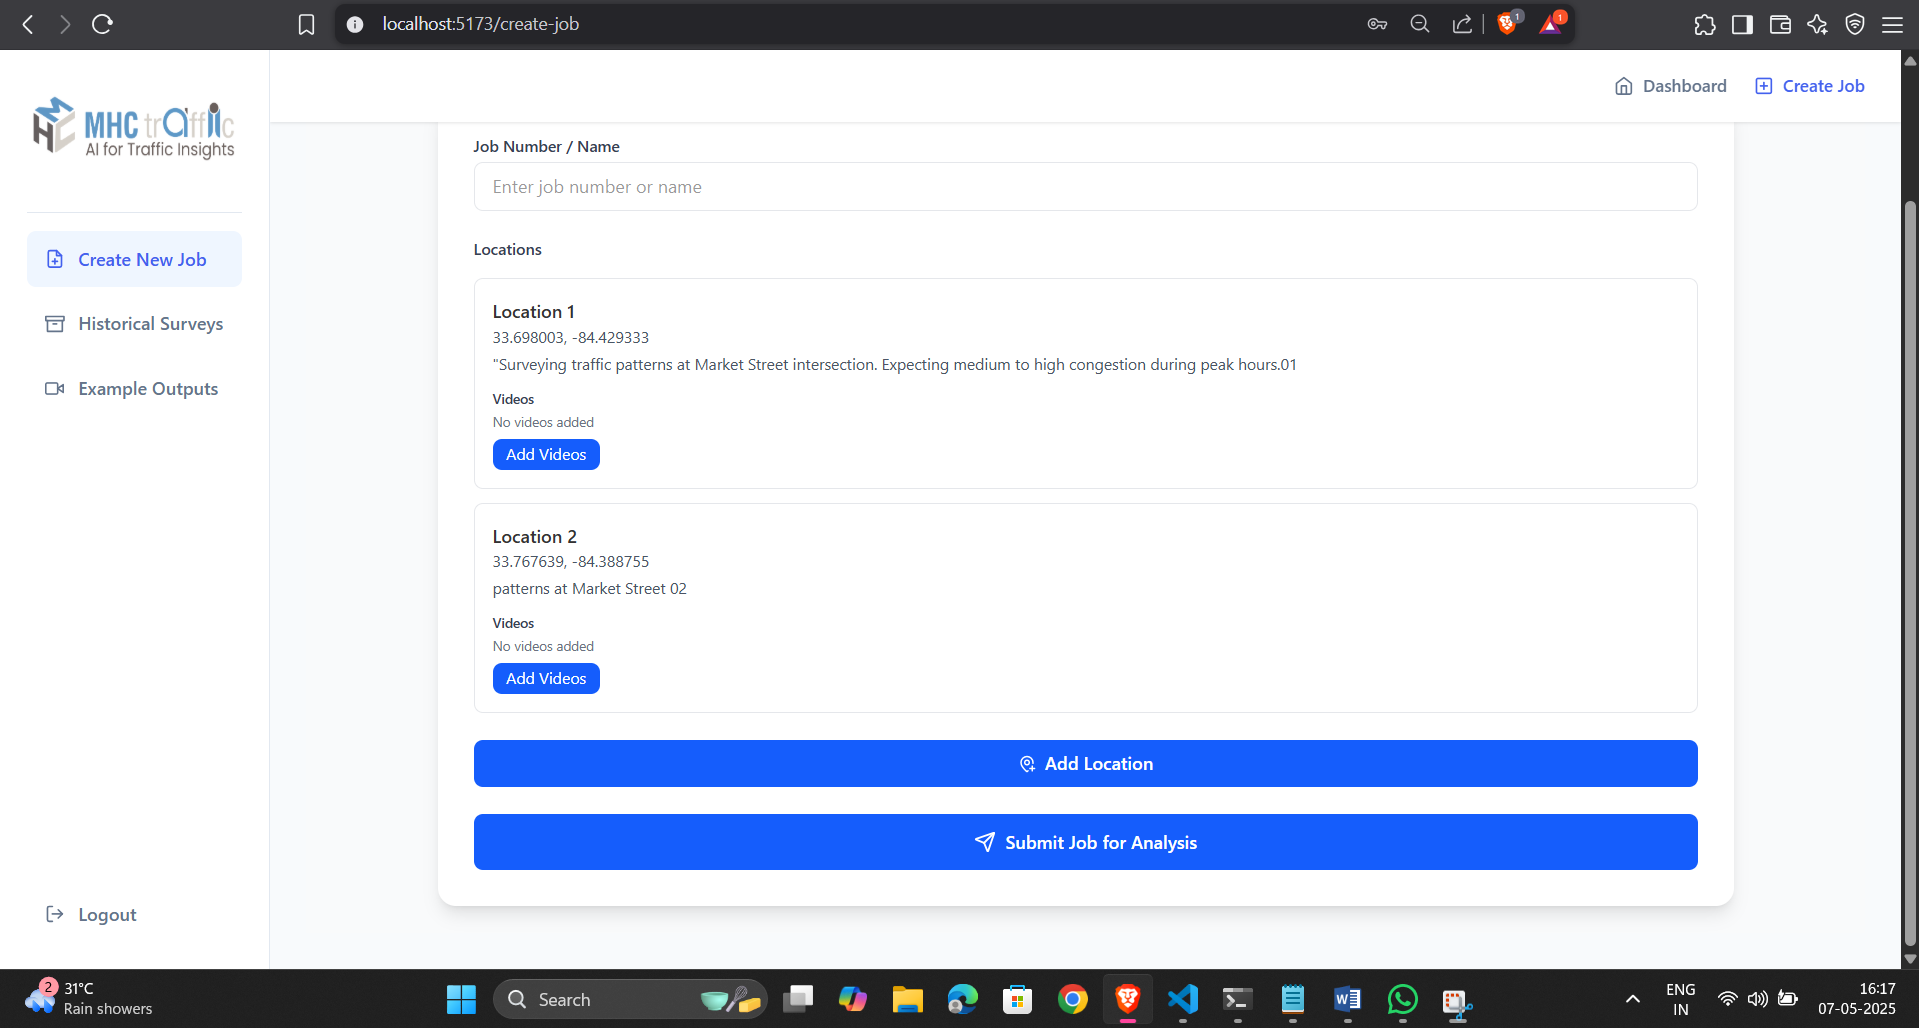 localhost:5173/create-job
1
1
MHC traffic
AI for Traffic Insights
Dashboard
Create Job
Create New Job
Historical Surveys
Example Outputs
Logout
Job Number / Name
Enter job number or name
Locations
Location 1
33.698003, -84.429333
"Surveying traffic patterns at Market Street intersection. Expecting medium to high congestion during peak hours.01
Videos
No videos added
Add Videos
Location 2
33.767639, -84.388755
patterns at Market Street 02
Videos
No videos added
Add Videos
Add Location
Submit Job for Analysis
2
31°C
Rain showers
Search
ENG
IN
16:17
07-05-2025